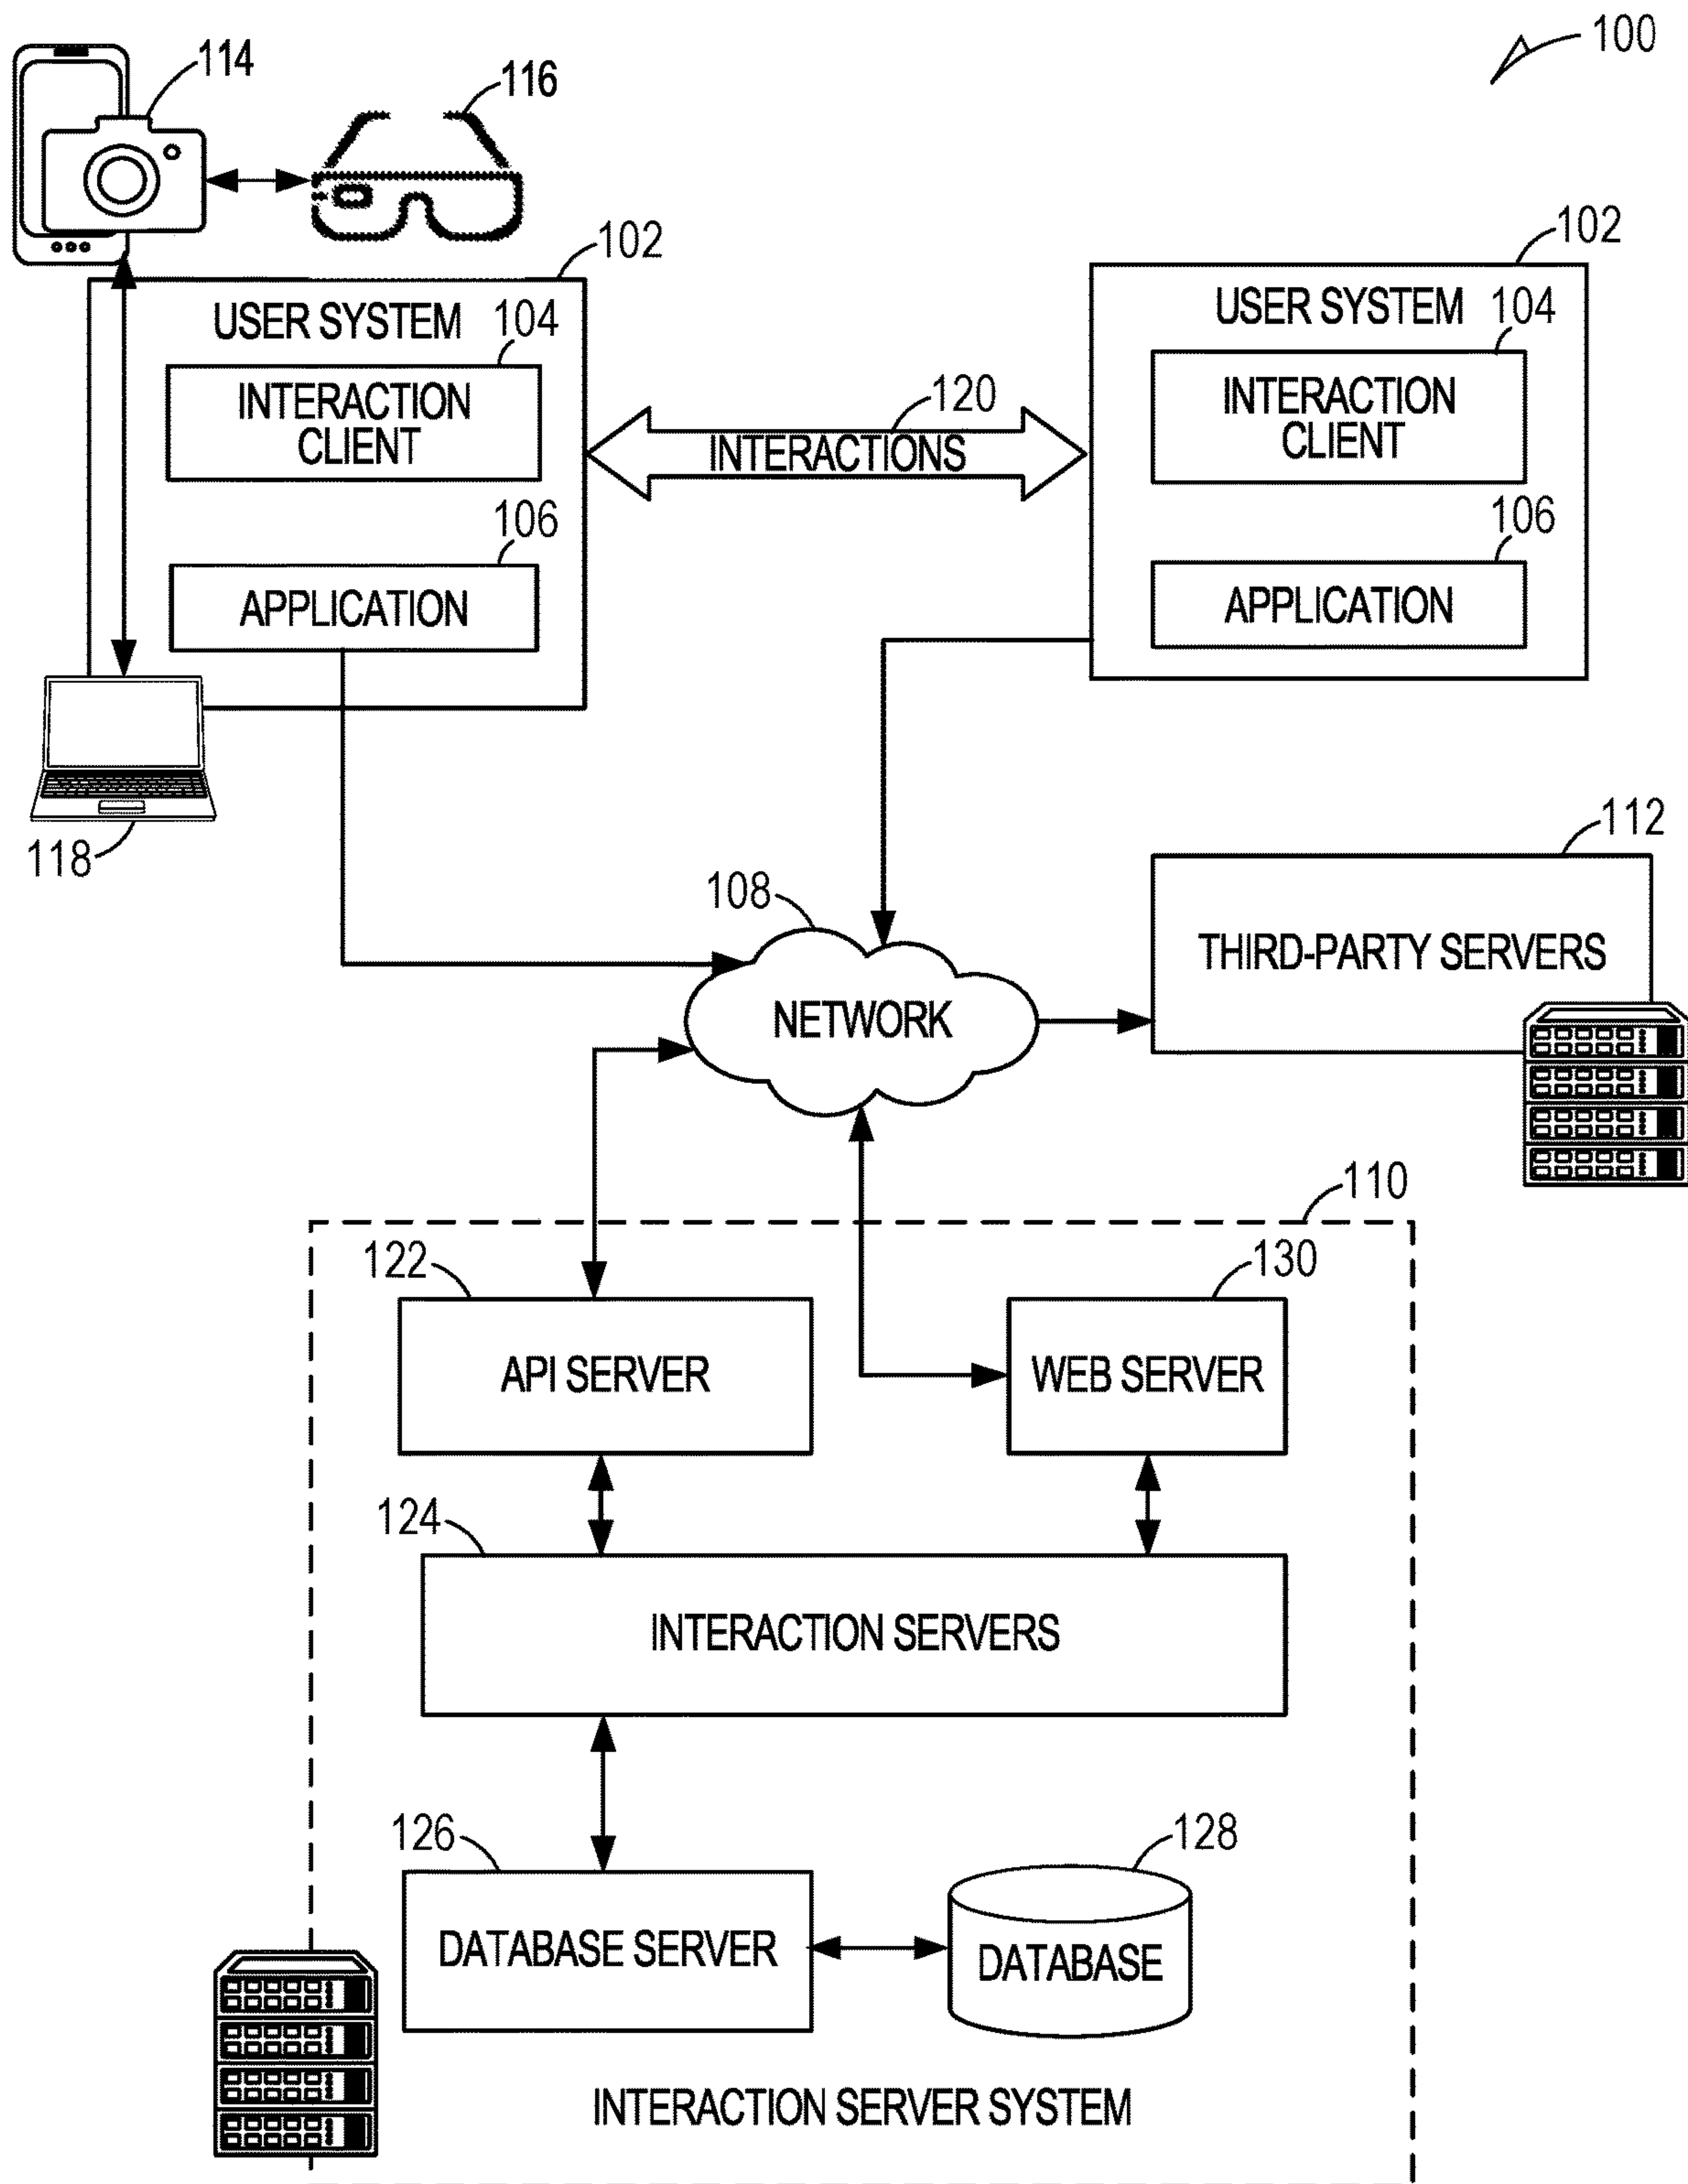 100
114
116
102
USER SYSTEM
104
INTERACTION
CLIENT
106
APPLICATION
118
120
INTERACTIONS
102
USER SYSTEM
104
INTERACTION
CLIENT
106
APPLICATION
108
NETWORK
112
THIRD-PARTY SERVERS
110
122
API SERVER
130
WEB SERVER
124
INTERACTION SERVERS
126
DATABASE SERVER
128
DATABASE
INTERACTION SERVER SYSTEM